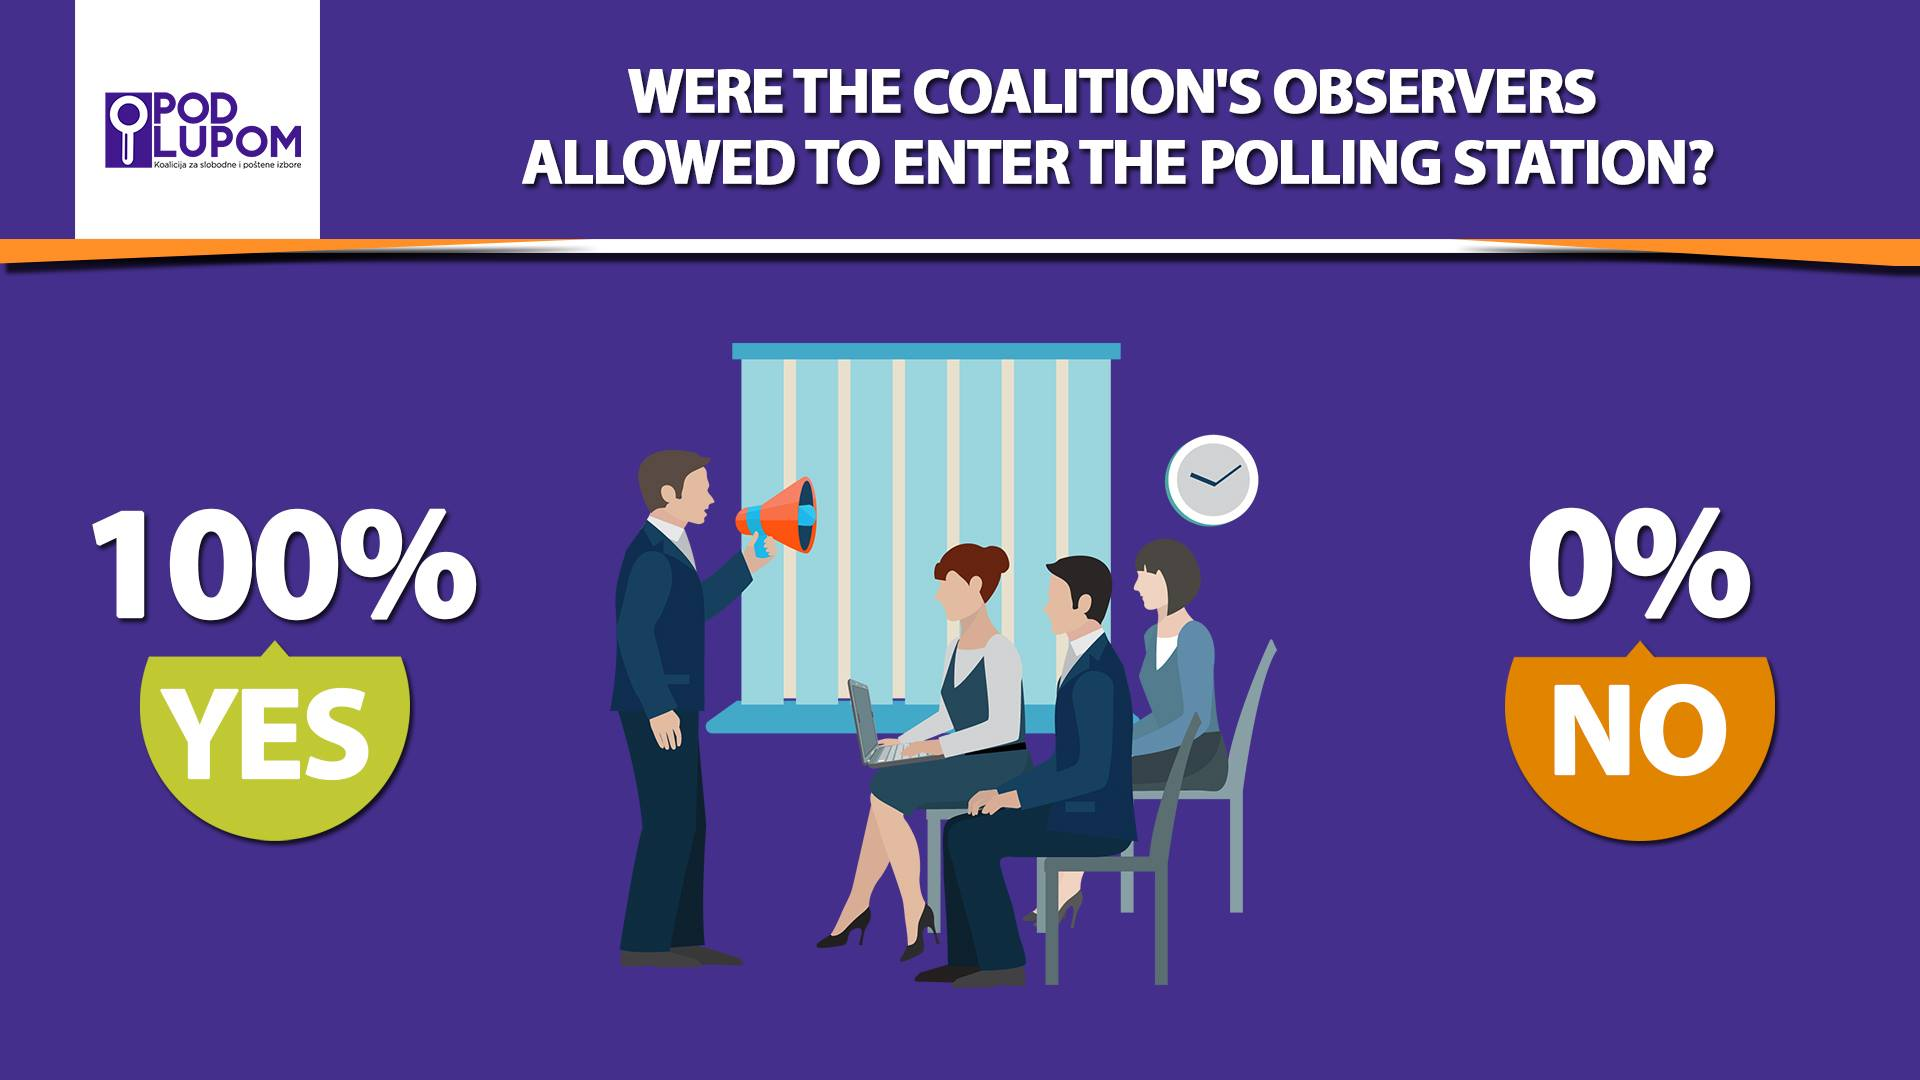 POD
LUPOM
Koalicija za slobodne i poštene izbore
WERE THE COALITION'S OBSERVERS
ALLOWED TO ENTER THE POLLING STATION?
100%
YES
0%
NO